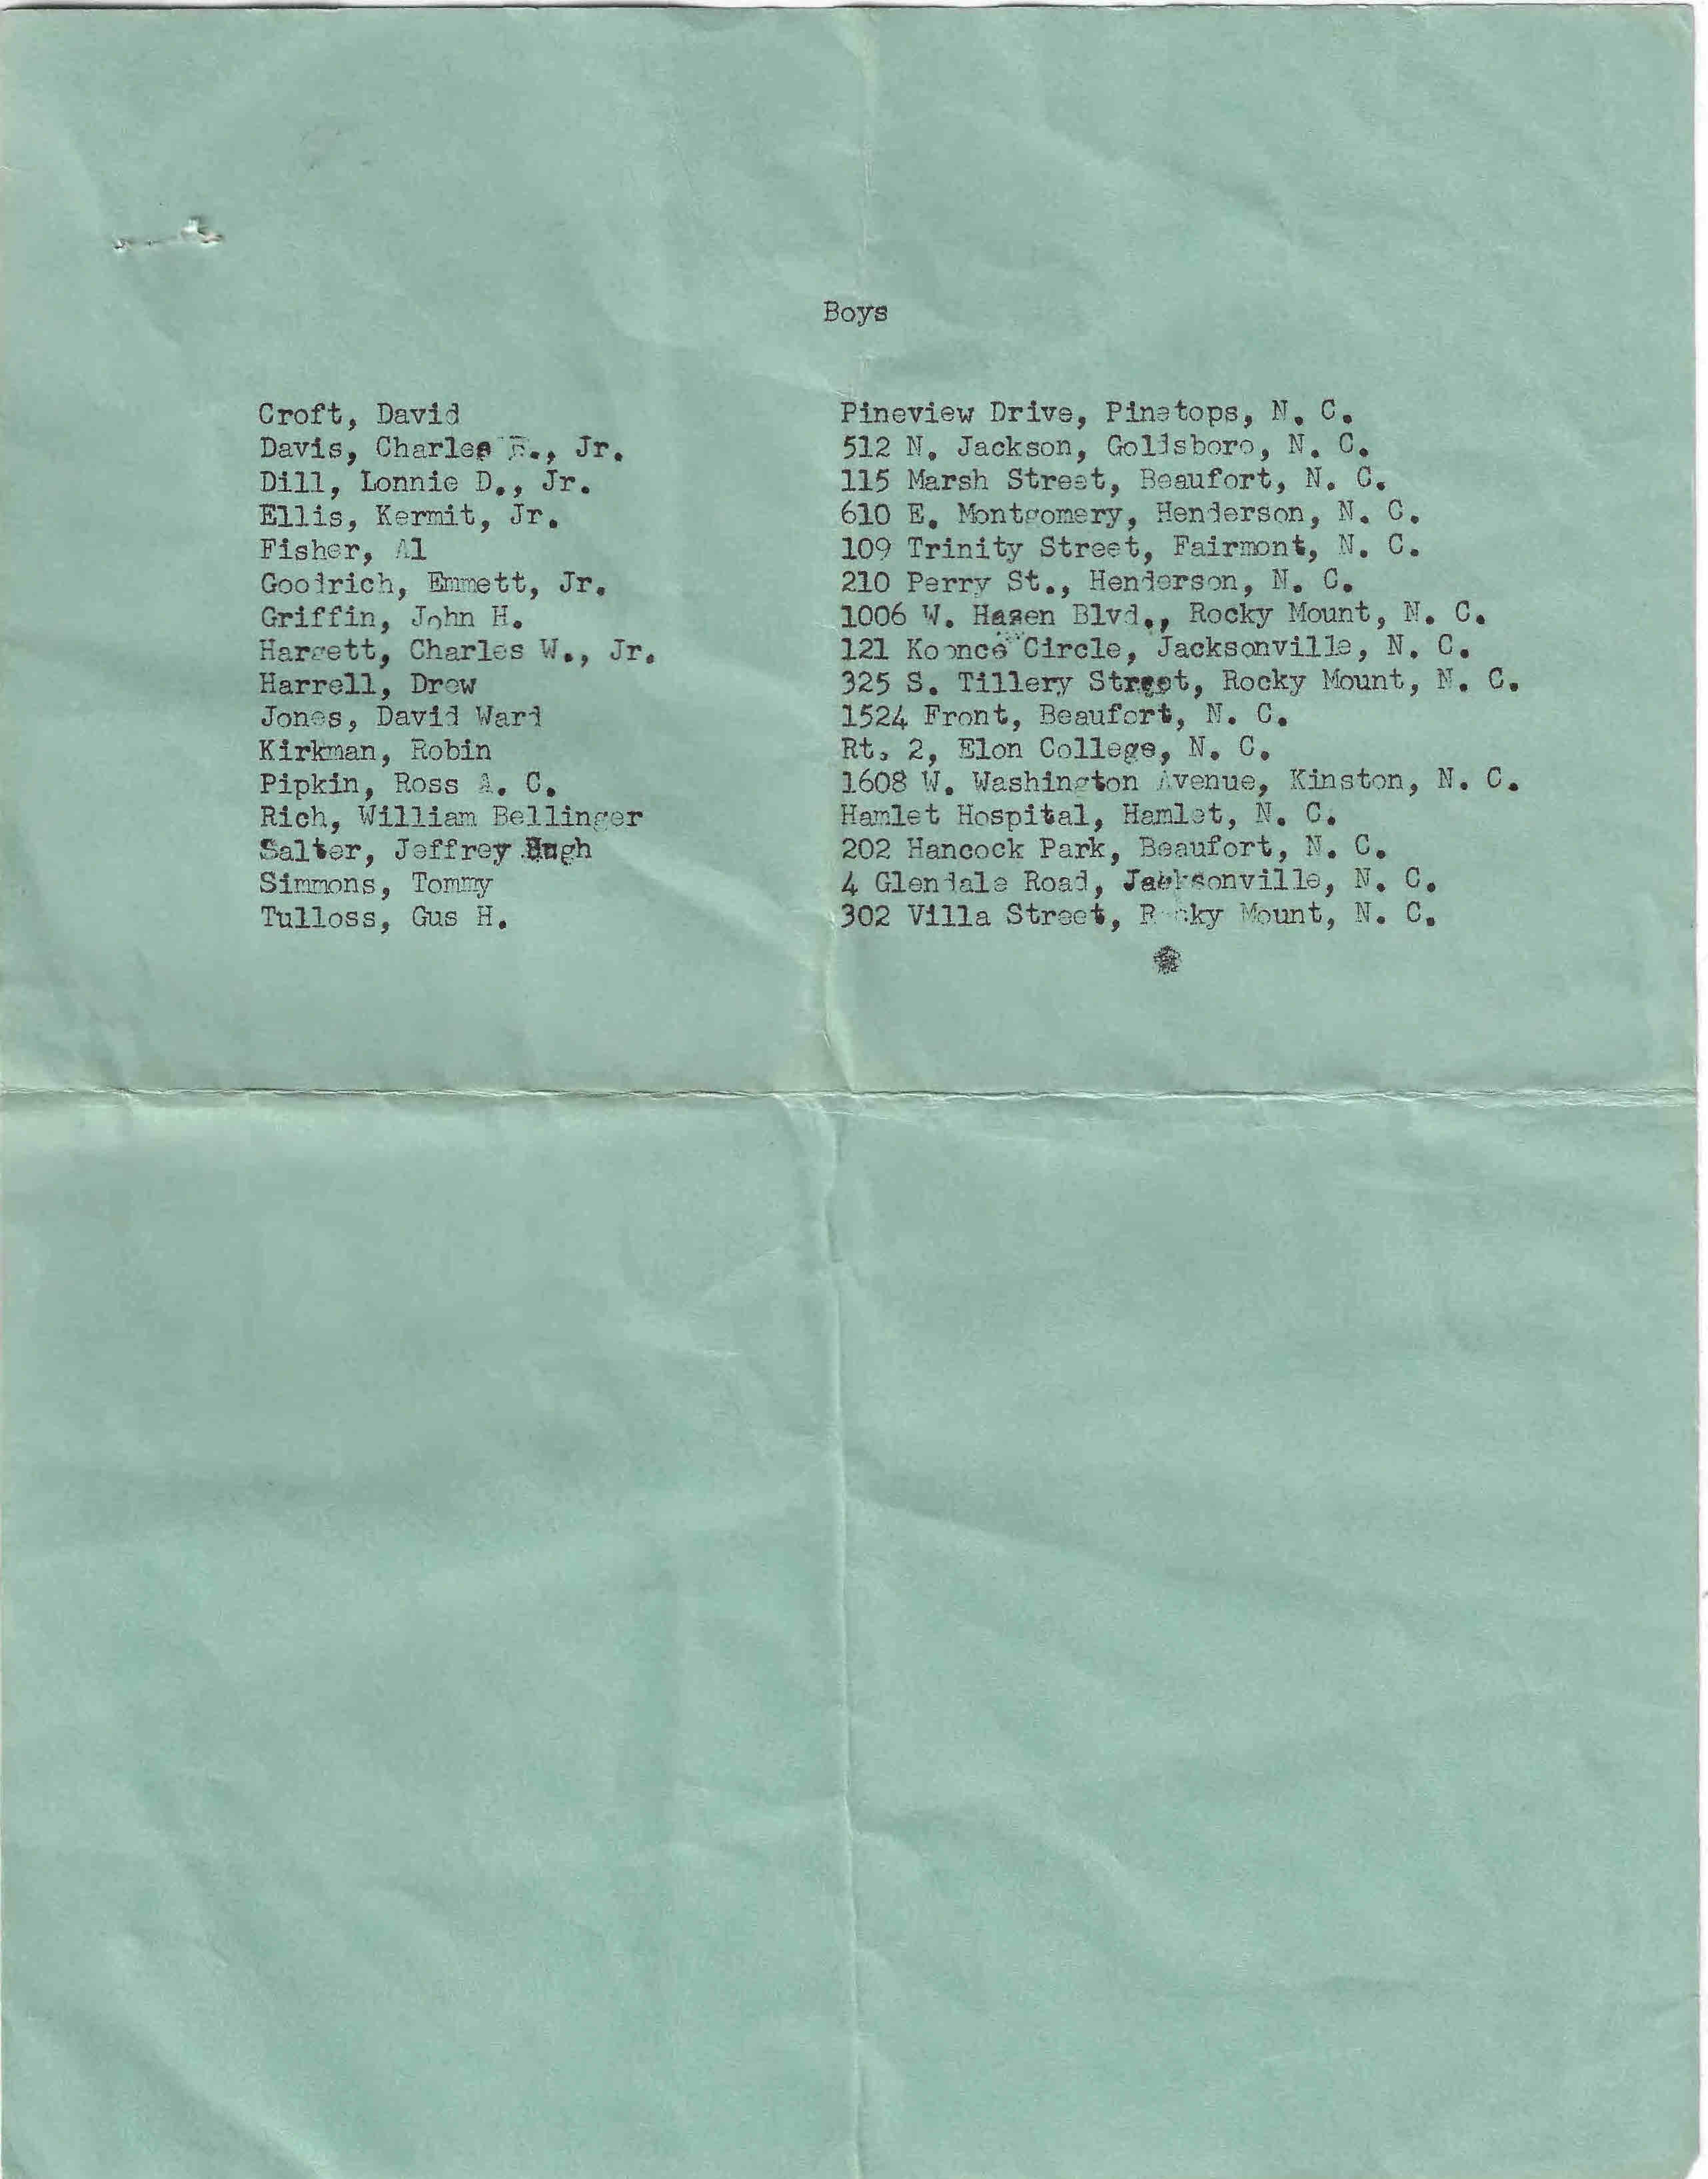 Boys
Croft, David Pineview Drive, Pinetops, N. C.
Davis, Charles Jr. 512 N. Jackson, Goldsboro, N. C.
Dill, Lonnie D., Jr. 115 Marsh Street, Beaufort, N. C.
Ellis, Kermit, Jr. 610 E. Montgomery, Henderson, N. C.
Fisher, Al 109 Trinity Street, Fairmont, N. C.
Goodrich, Emmett, Jr. 210 Perry St., Henderson, N. C.
Griffin, John H. 1006 W. Blvd., Rocky Mount, N. C.
Hargett, Charles W., Jr. 121 Koonce Circle, Jacksonville, N. C.
Harrell, Drew 325 S. Tillery Street, Rocky Mount, N. C.
Jones, David Ward 1524 Front, Beaufort, N. C.
Kirkman, Robin Rt. 2, Elon College, N. C.
Pipkin, Ross A. C. 1608 W. Washington Avenue, Kinston, N. C.
Rich, William Bellinger Hamlet Hospital, Hamlet, N. C.
Salter, Jeffrey Hugh 202 Hancock Park, Beaufort, N. C.
Simmons, Tommy 4 Glendale Road, Jacksonville, N. C.
Tulloss, Gus H. 302 Villa Street, Rocky Mount, N. C.